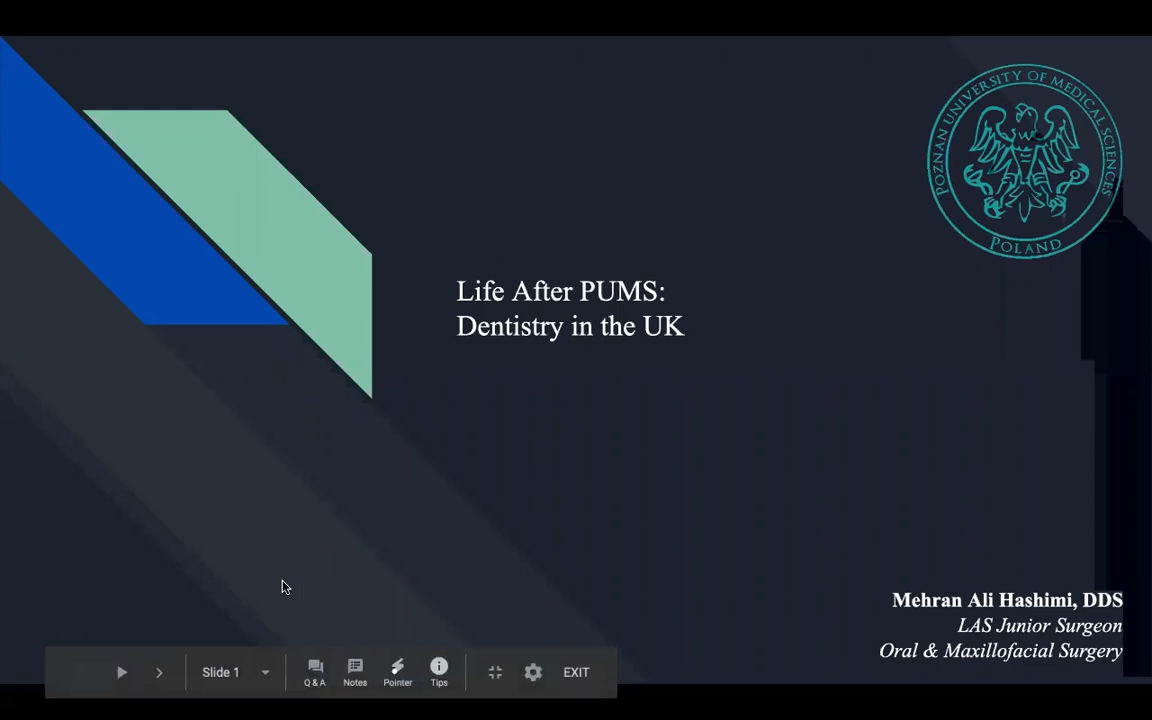 POZNAN UNIVERSITY OF MEDICAL SCIENCES
POLAND
Life After PUMS:
Dentistry in the UK
Mehran Ali Hashimi, DDS
LAS Junior Surgeon
Oral & Maxillofacial Surgery
Slide 1
Q & A
Notes
Pointer
Tips
EXIT